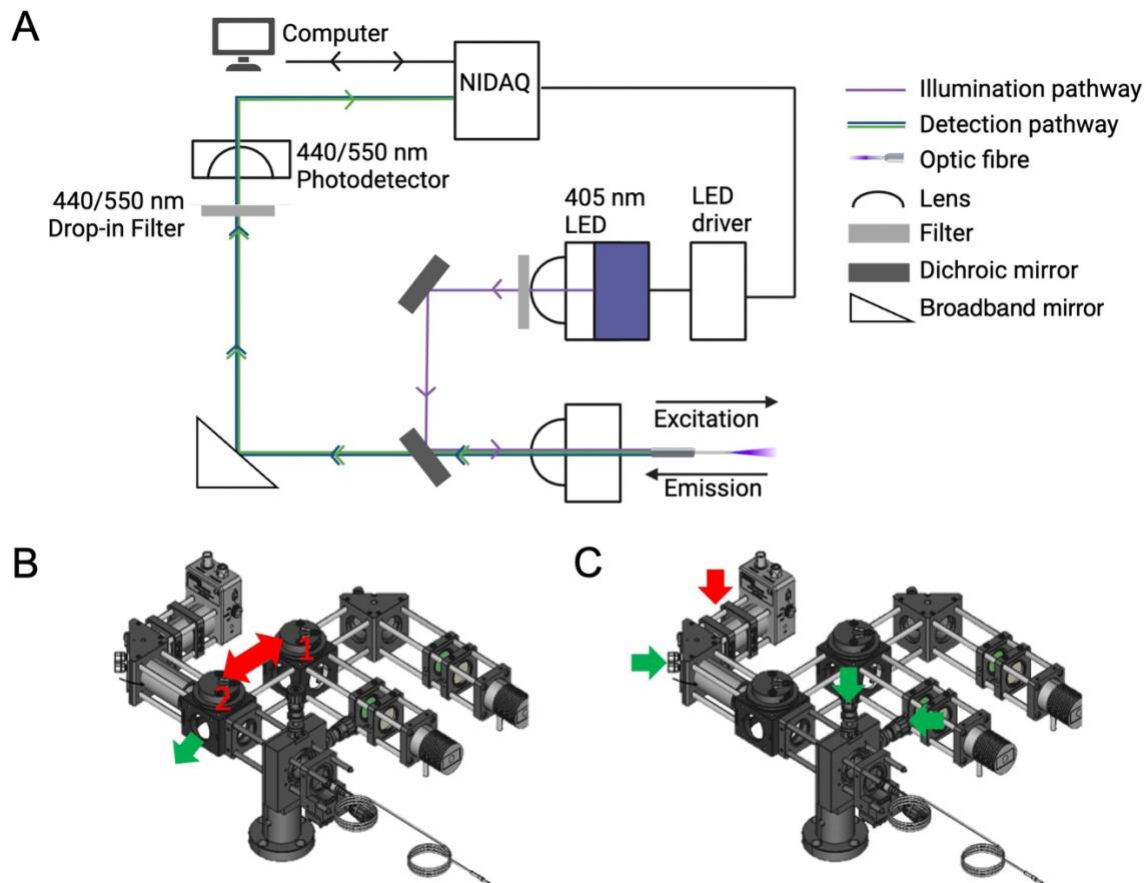 A
Computer
NIDAQ
440/550 nm
Photodetector
440/550 nm
Drop-in Filter
405 nm
LED
LED
driver
Excitation
Emission
Illumination pathway
Detection pathway
Optic fibre
Lens
Filter
Dichroic mirror
Broadband mirror
B
1
2
C